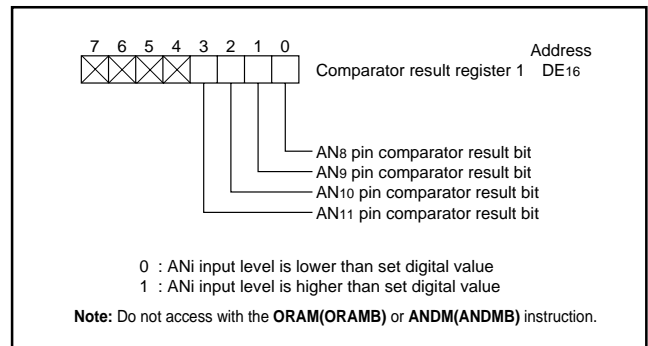 7 6 5 4 3 2 1 0
Address
Comparator result register 1 DE16
AN8 pin comparator result bit
AN9 pin comparator result bit
AN10 pin comparator result bit
AN11 pin comparator result bit
0 : ANi input level is lower than set digital value
1 : ANi input level is higher than set digital value
Note: Do not access with the ORAM(ORAMB) or ANDM(ANDMB) instruction.